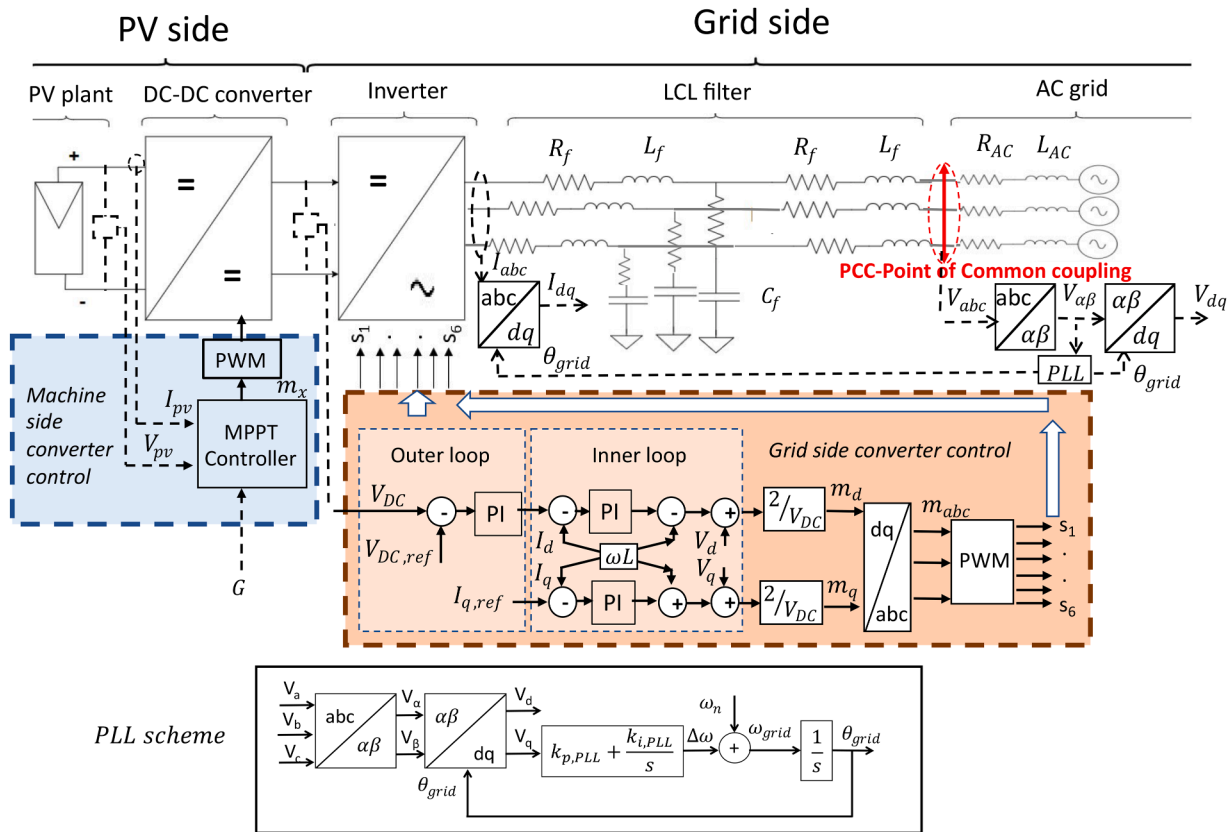 PV side
Grid side
PV plant
DC-DC converter
Inverter
LCL filter
AC grid
R_f
L_f
R_f
L_f
R_AC
L_AC
+
=
=
-
=
~
C_f
PCC-Point of Common coupling
I_abc
abc
dq
I_dq
θ_grid
V_abc
abc
αβ
V_αβ
αβ
dq
V_dq
PLL
θ_grid
s₁ . . s₆
PWM
m_x
Machine
side
converter
control
I_pv
V_pv
MPPT
Controller
G
Outer loop
Inner loop
Grid side converter control
V_DC
-
PI
V_DC,ref
-
PI
-
+
2/V_DC
m_d
I_d
ωL
V_d
I_q
V_q
I_q,ref
-
PI
+
+
2/V_DC
m_q
dq
abc
m_abc
PWM
s₁
.
.
s₆
PLL scheme
V_a
V_b
V_c
abc
αβ
V_α
V_β
αβ
dq
V_d
V_q
θ_grid
k_p,PLL + k_i,PLL/s
Δω
ω_n
+
ω_grid
1/s
θ_grid